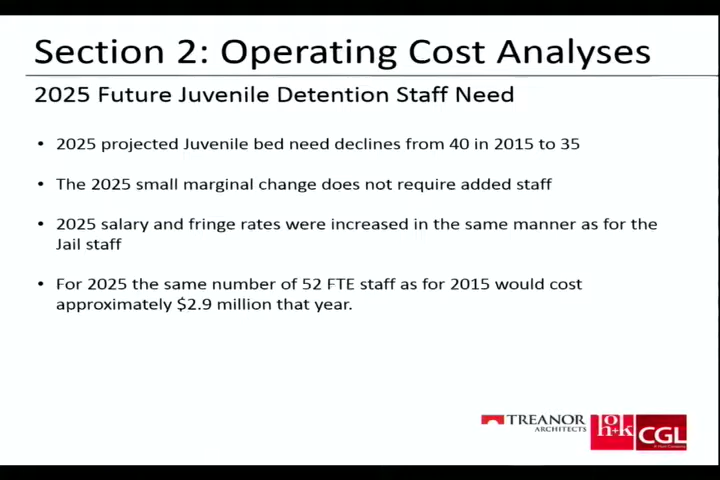 Section 2: Operating Cost Analyses
2025 Future Juvenile Detention Staff Need
• 2025 projected Juvenile bed need declines from 40 in 2015 to 35
• The 2025 small marginal change does not require added staff
• 2025 salary and fringe rates were increased in the same manner as for the
Jail staff
• For 2025 the same number of 52 FTE staff as for 2015 would cost
approximately $2.9 million that year.
TREANOR
ARCHITECTS
hok
CGL